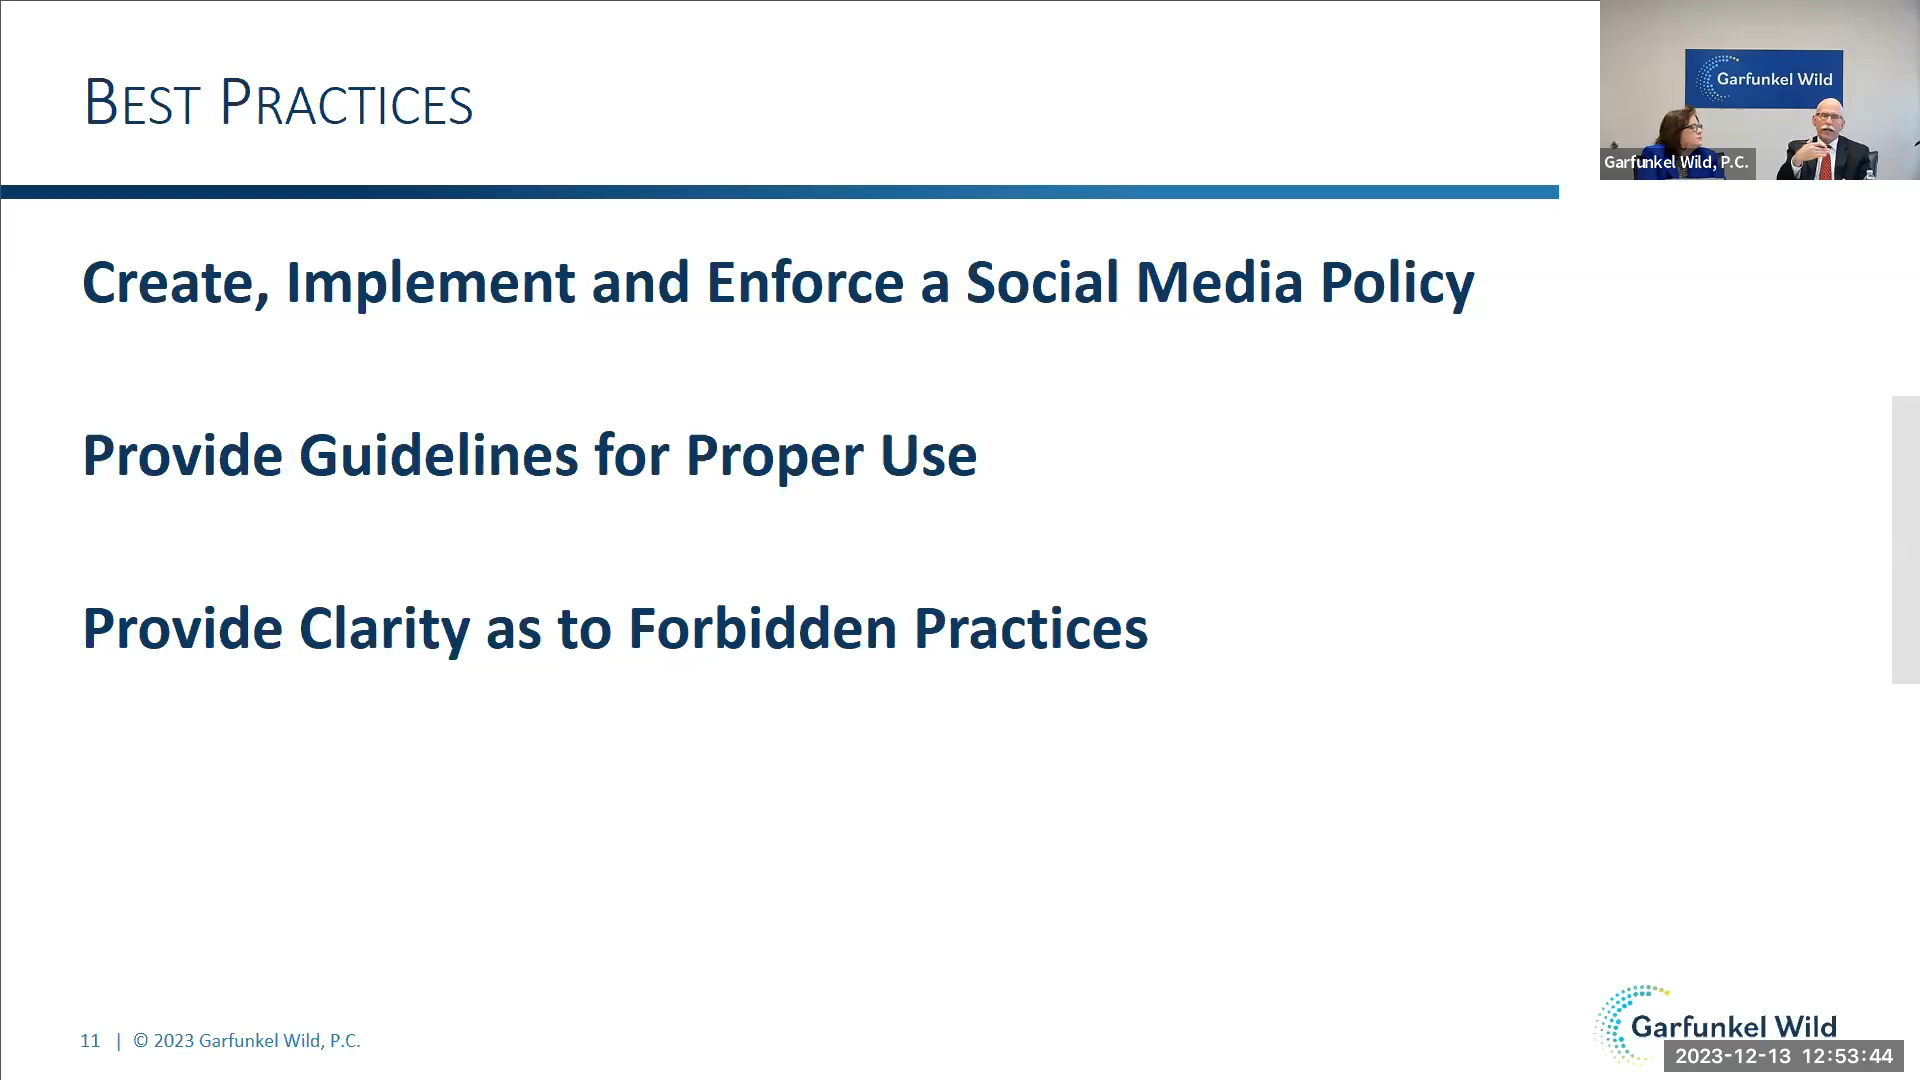 BEST PRACTICES
Garfunkel Wild
Garfunkel Wild, P.C.
Create, Implement and Enforce a Social Media Policy
Provide Guidelines for Proper Use
Provide Clarity as to Forbidden Practices
11 | © 2023 Garfunkel Wild, P.C.
Garfunkel Wild
2023-12-13 12:53:44